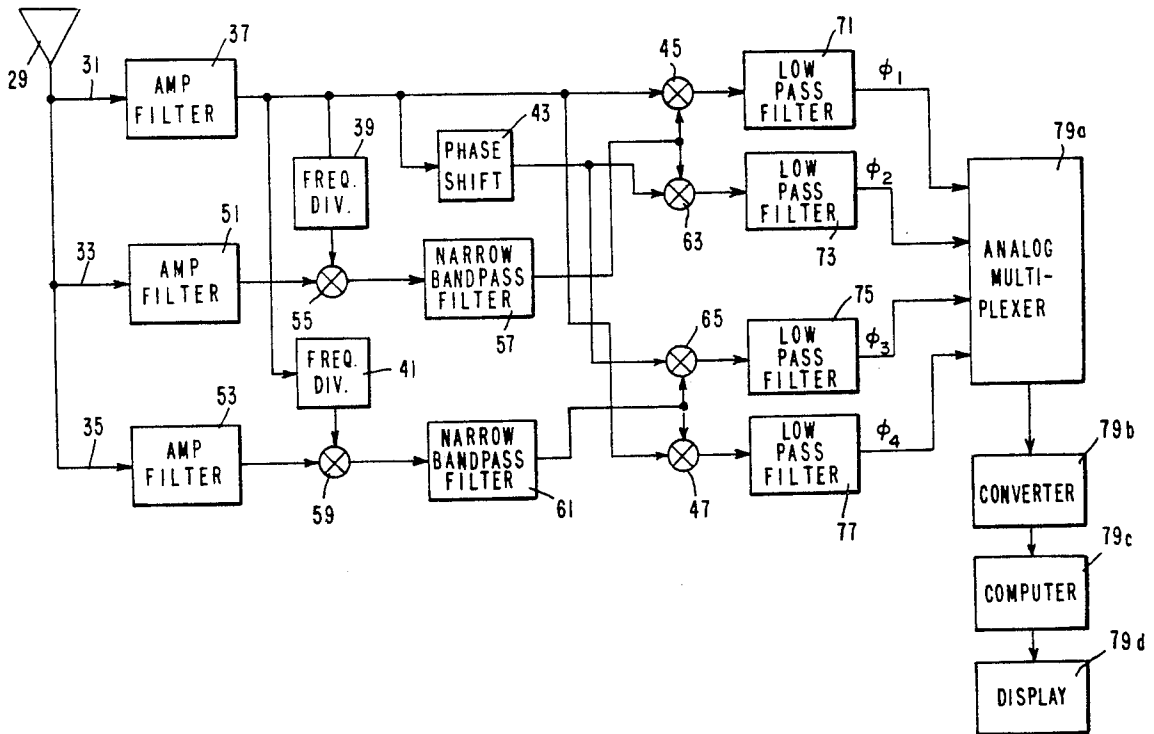 29
31
37
AMP
FILTER
39
FREQ.
DIV.
43
PHASE
SHIFT
45
71
LOW
PASS
FILTER
ϕ1
63
LOW
PASS
FILTER
73
ϕ2
79a
ANALOG
MULTI-
PLEXER
33
51
AMP
FILTER
55
NARROW
BANDPASS
FILTER
57
FREQ.
DIV.
41
65
75
LOW
PASS
FILTER
ϕ3
35
53
AMP
FILTER
59
NARROW
BANDPASS
FILTER
61
47
LOW
PASS
FILTER
77
ϕ4
79b
CONVERTER
79c
COMPUTER
79d
DISPLAY